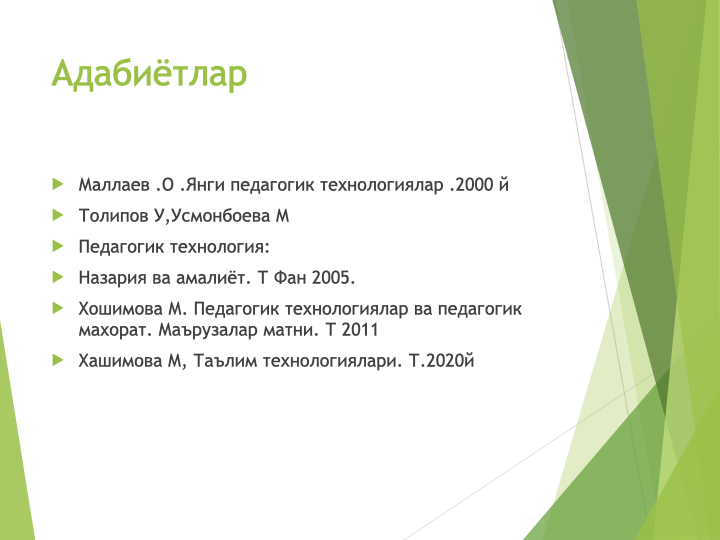 Адабиётлар
Маллаев .О .Янги педагогик технологиялар .2000 й
Толипов У,Усмонбоева М
Педагогик технология:
Назария ва амалиёт. Т Фан 2005.
Хошимова М. Педагогик технологиялар ва педагогик
махорат. Маърузалар матни. Т 2011
Хашимова М, Таълим технологиялари. Т.2020й